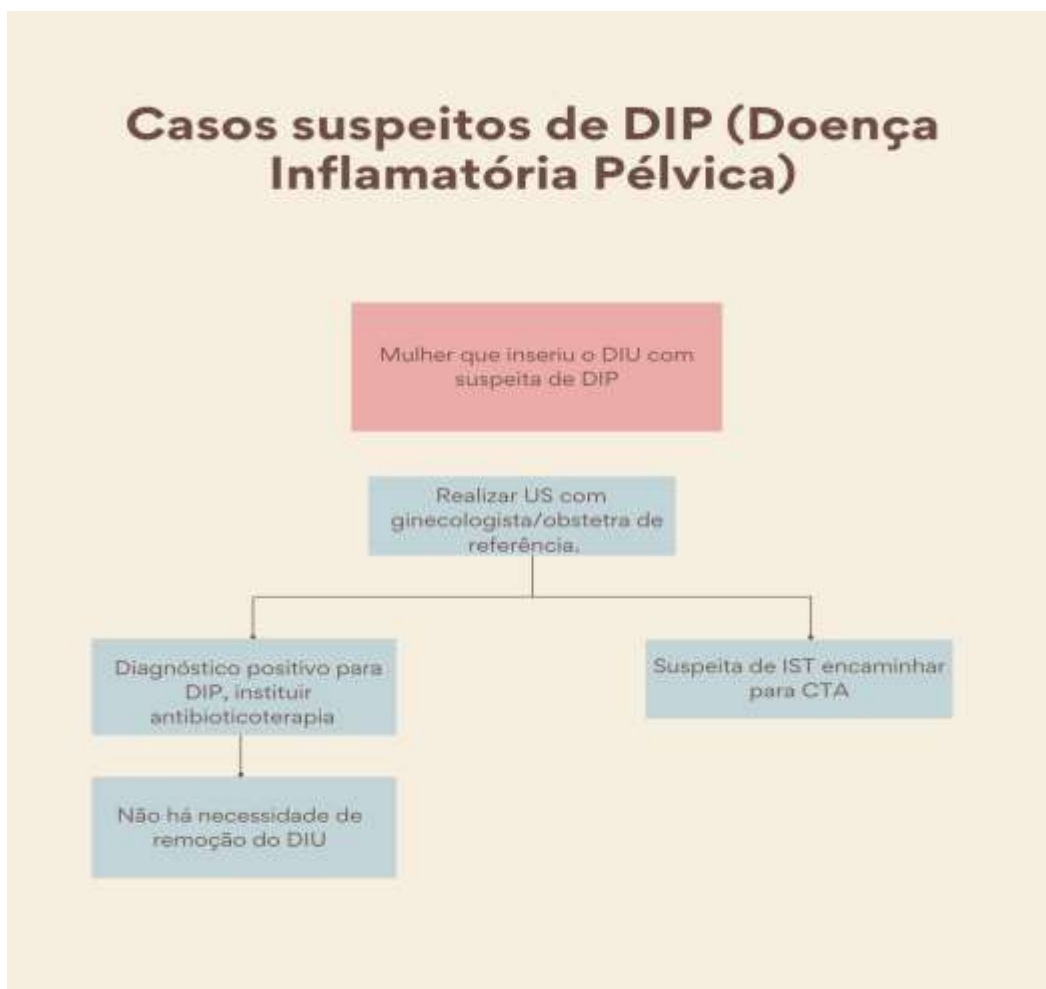 Casos suspeitos de DIP (Doença
Inflamatória Pélvica)
Mulher que inseriu o DIU com
suspeita de DIP
Realizar US com
ginecologista/obstetra de
referência.
Diagnóstico positivo para
DIP, instituir
antibioticoterapia
Suspeita de IST encaminhar
para CTA
Não há necessidade de
remoção do DIU